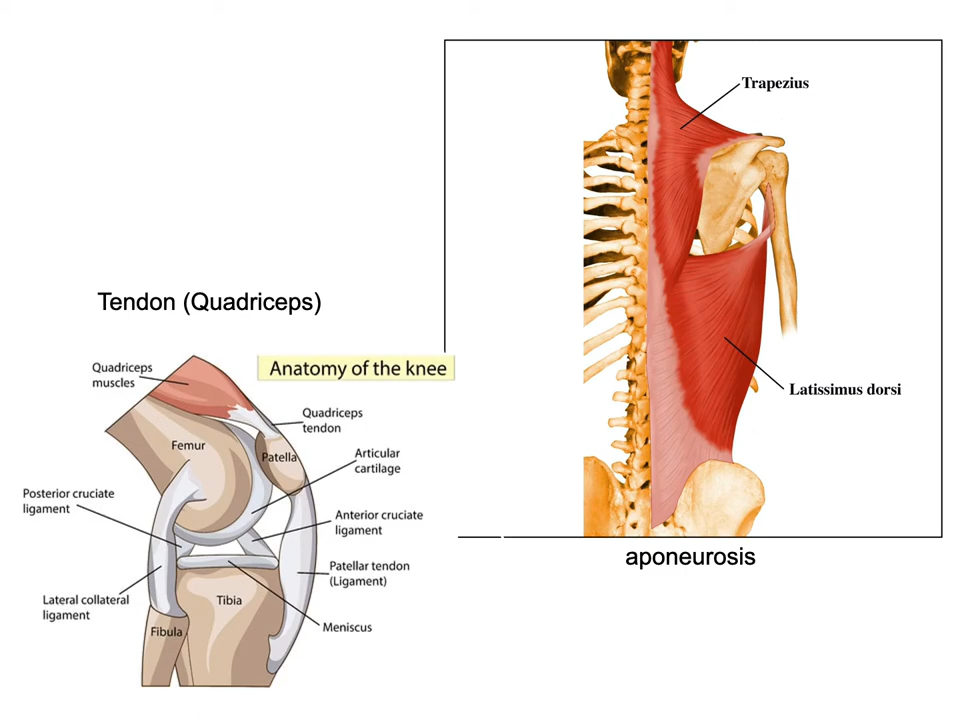 Trapezius
Latissimus dorsi
aponeurosis
Tendon (Quadriceps)
Anatomy of the knee
Quadriceps
muscles
Quadriceps
tendon
Femur
Patella
Articular
cartilage
Posterior cruciate
ligament
Anterior cruciate
ligament
Patellar tendon
(Ligament)
Lateral collateral
ligament
Tibia
Fibula
Meniscus